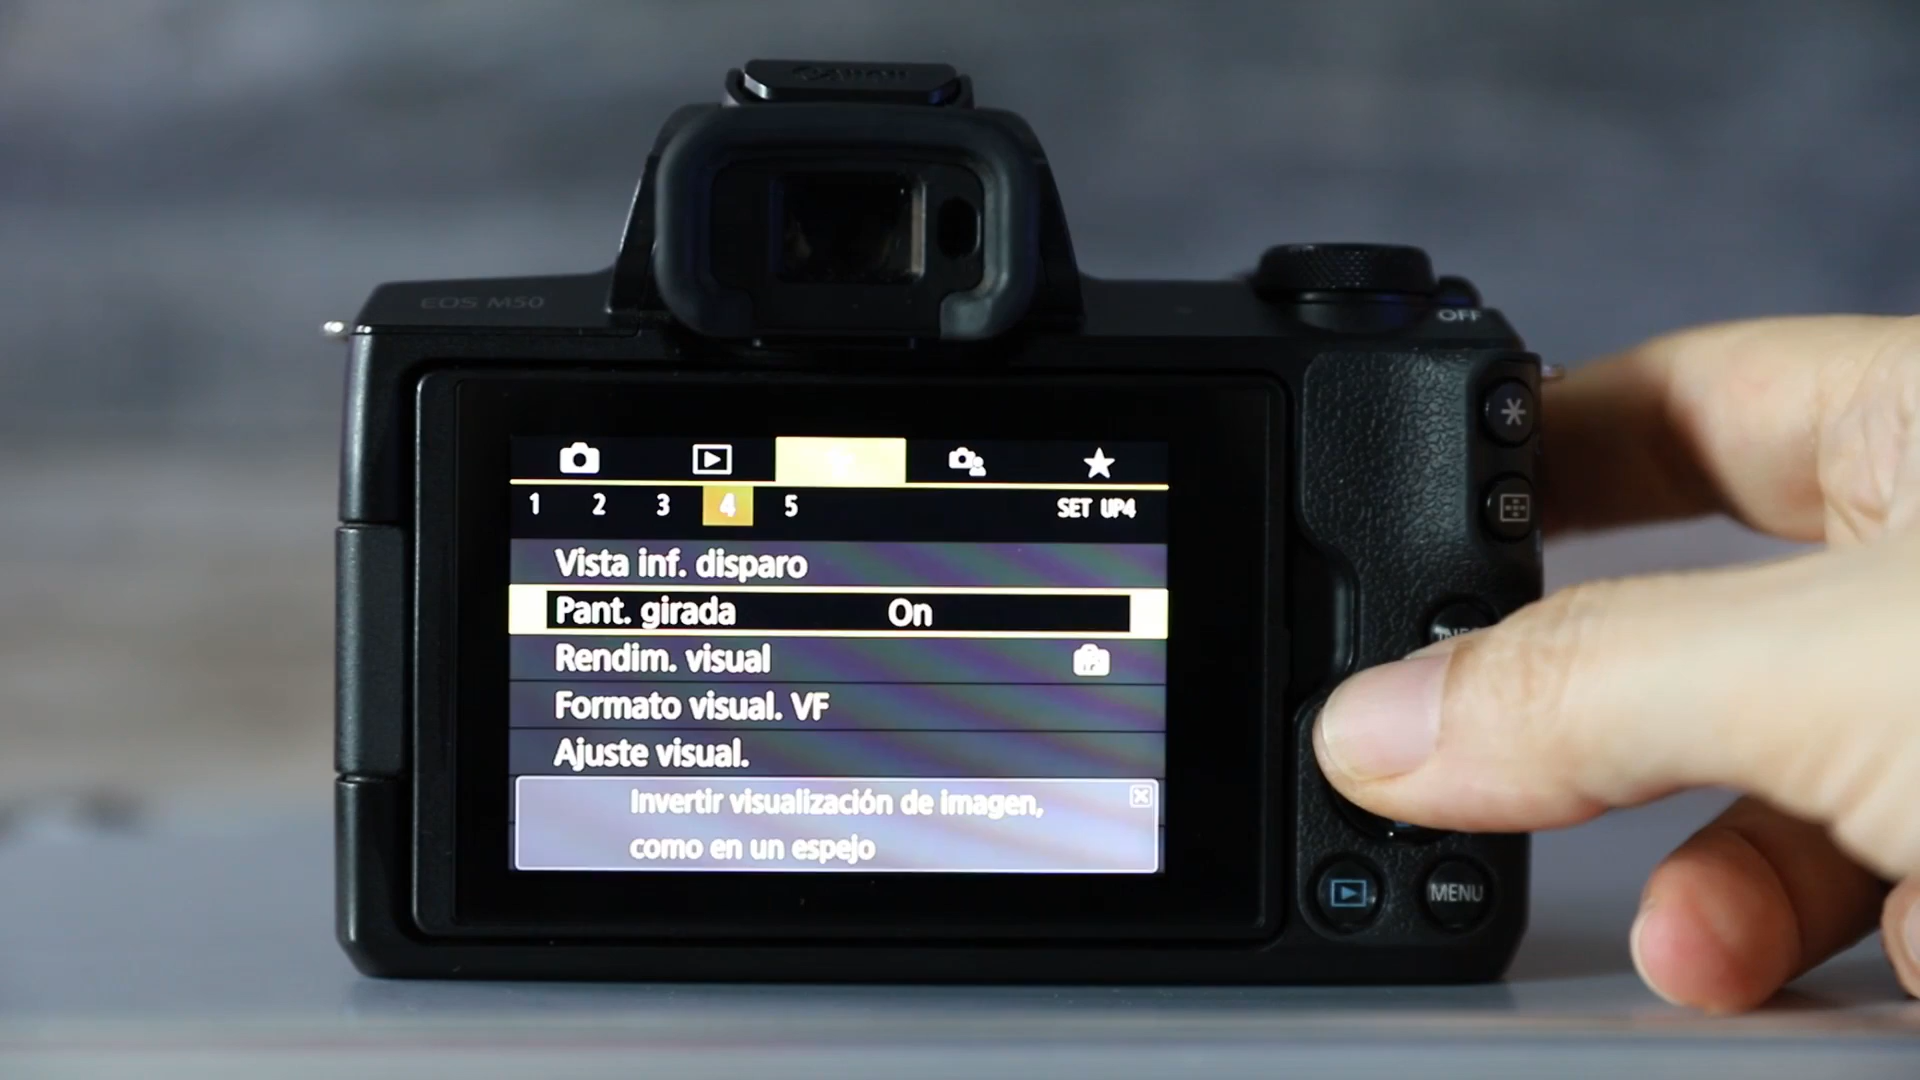 Canon
EOS M50
OFF
1 2 3 4 5 SET UP4
Vista inf. disparo
Pant. girada On
Rendim. visual
Formato visual. VF
Ajuste visual.
Invertir visualización de imagen,
como en un espejo
MENU